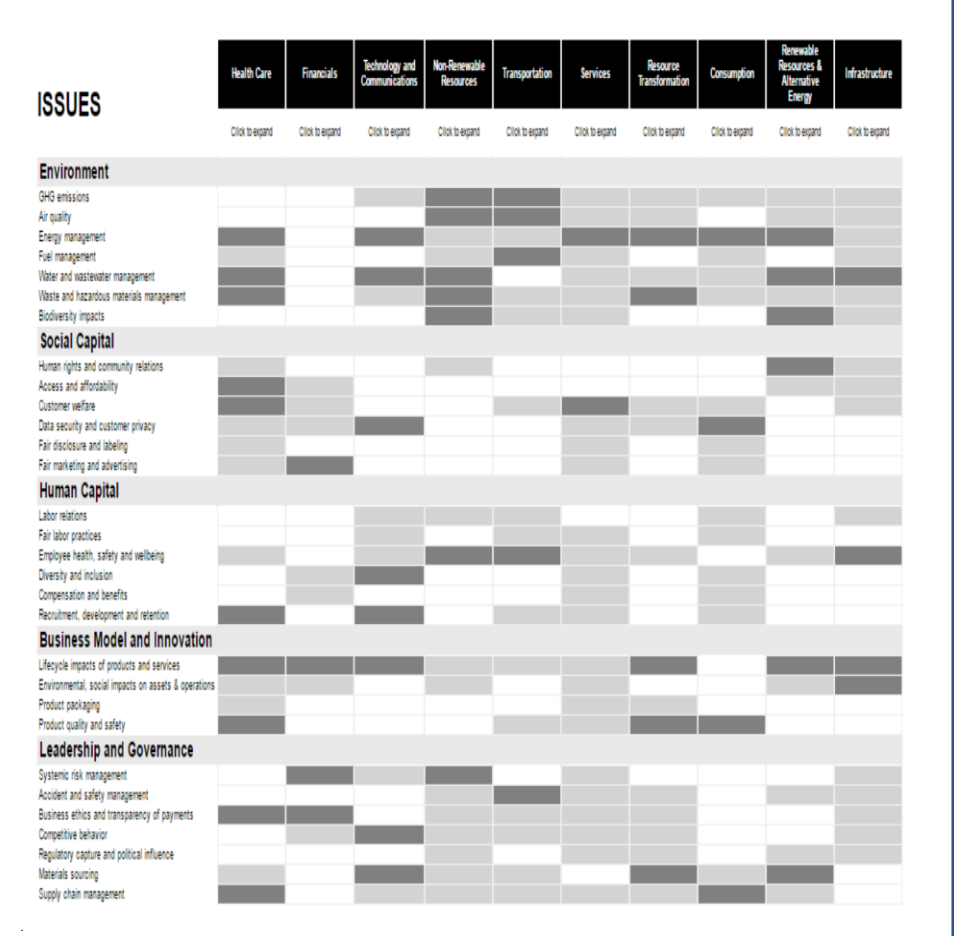 ISSUES
Health Care
Financials
Technology and
Communications
Non-Renewable
Resources
Transportation
Services
Resource
Transformation
Consumption
Renewable
Resources &
Alternative
Energy
Infrastructure
Click to expand Click to expand Click to expand Click to expand Click to expand Click to expand Click to expand Click to expand Click to expand Click to expand
Environment
GHG emissions
Air quality
Energy management
Fuel management
Water and wastewater management
Waste and hazardous materials management
Biodiversity impacts
Social Capital
Human rights and community relations
Access and affordability
Customer welfare
Data security and customer privacy
Fair disclosure and labeling
Fair marketing and advertising
Human Capital
Labor relations
Fair labor practices
Employee health, safety and wellbeing
Diversity and inclusion
Compensation and benefits
Recruitment, development and retention
Business Model and Innovation
Lifecycle impacts of products and services
Environmental, social impacts on assets & operations
Product packaging
Product quality and safety
Leadership and Governance
Systemic risk management
Accident and safety management
Business ethics and transparency of payments
Competitive behavior
Regulatory capture and political influence
Materials sourcing
Supply chain management